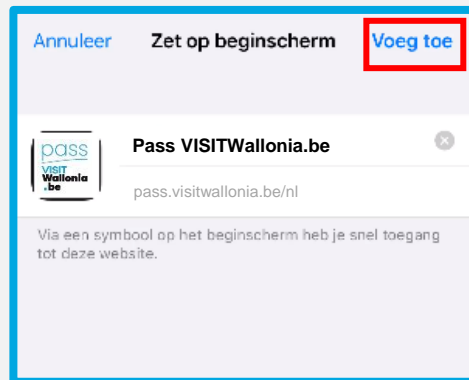 Annuleer Zet op beginscherm Voeg toe
pass
VISIT
Wallonia
.be
Pass VISITWallonia.be
pass.visitwallonia.be/nl
Via een symbool op het beginscherm heb je snel toegang
tot deze website.